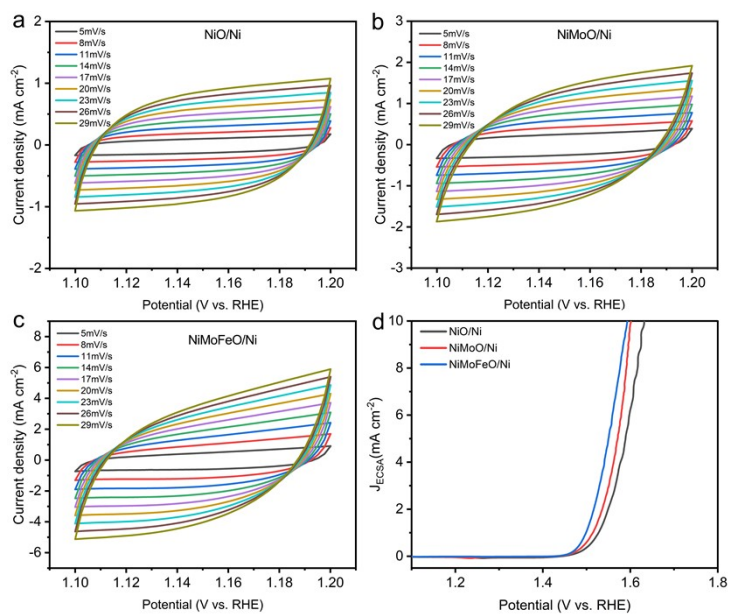 a
NiO/Ni
5mV/s
8mV/s
11mV/s
14mV/s
17mV/s
20mV/s
23mV/s
26mV/s
29mV/s
Current density (mA cm⁻²)
2
1
0
-1
-2
1.10 1.12 1.14 1.16 1.18 1.20
Potential (V vs. RHE)
b
NiMoO/Ni
5mV/s
8mV/s
11mV/s
14mV/s
17mV/s
20mV/s
23mV/s
26mV/s
29mV/s
Current density (mA cm⁻²)
3
2
1
0
-1
-2
-3
1.10 1.12 1.14 1.16 1.18 1.20
Potential (V vs. RHE)
c
NiMoFeO/Ni
5mV/s
8mV/s
11mV/s
14mV/s
17mV/s
20mV/s
23mV/s
26mV/s
29mV/s
Current density (mA cm⁻²)
8
6
4
2
0
-2
-4
-6
1.10 1.12 1.14 1.16 1.18 1.20
Potential (V vs. RHE)
d
NiO/Ni
NiMoO/Ni
NiMoFeO/Ni
J_ECSA(mA cm⁻²)
10
8
6
4
2
0
1.2 1.4 1.6 1.8
Potential (V vs. RHE)